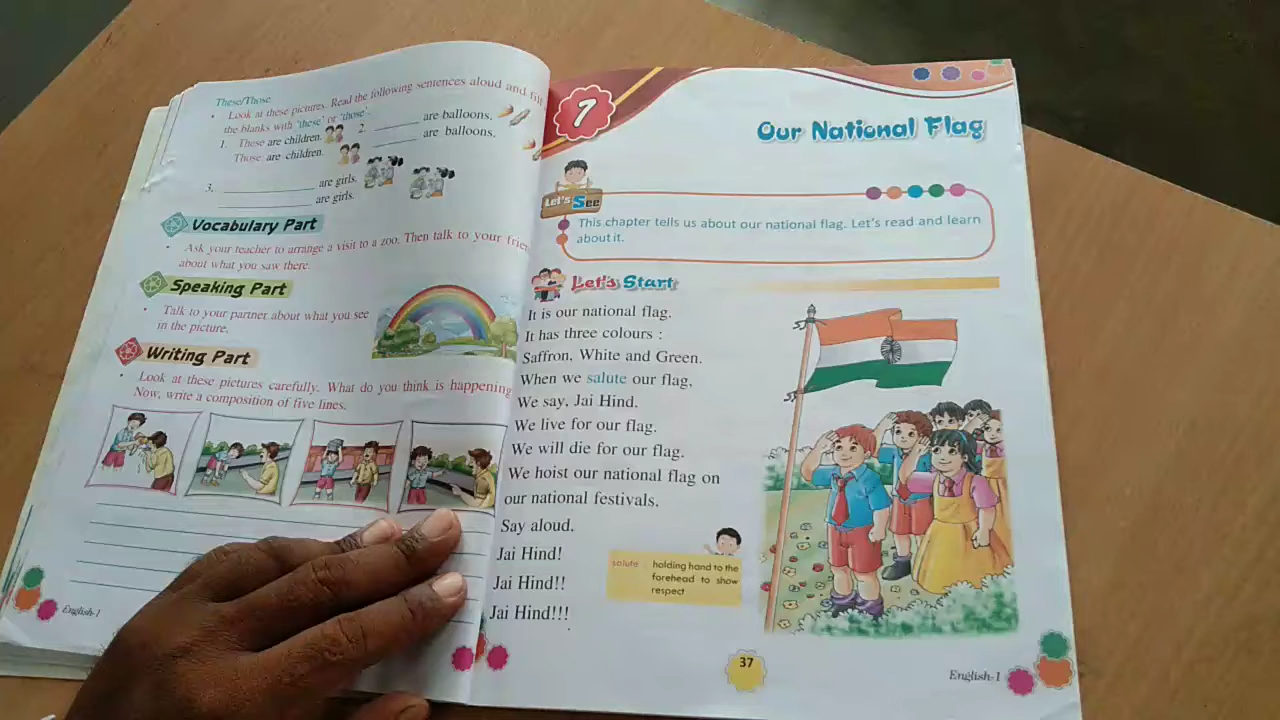 These/Those
• Look at these pictures. Read the following sentences aloud and fill
the blanks with 'these' or 'those'.
1. These are children. 2. ______ are balloons.
Those are children. ______ are balloons.
3. ______ are girls.
______ are girls.
Vocabulary Part
• Ask your teacher to arrange a visit to a zoo. Then talk to your
about what you saw there.
Speaking Part
• Talk to your partner about what you see
in the picture.
Writing Part
• Look at these pictures carefully. What do you think is happening
Now, write a composition of five lines.
English-1
7
Our National Flag
Let's See
This chapter tells us about our national flag. Let's read and learn
about it.
Let's Start
It is our national flag.
It has three colours :
Saffron, White and Green.
When we salute our flag,
We say, Jai Hind.
We live for our flag.
We will die for our flag.
We hoist our national flag on
our national festivals.
Say aloud.
Jai Hind!
Jai Hind!!
Jai Hind!!!
salute : holding hand to the
forehead to show
respect
37
English-1